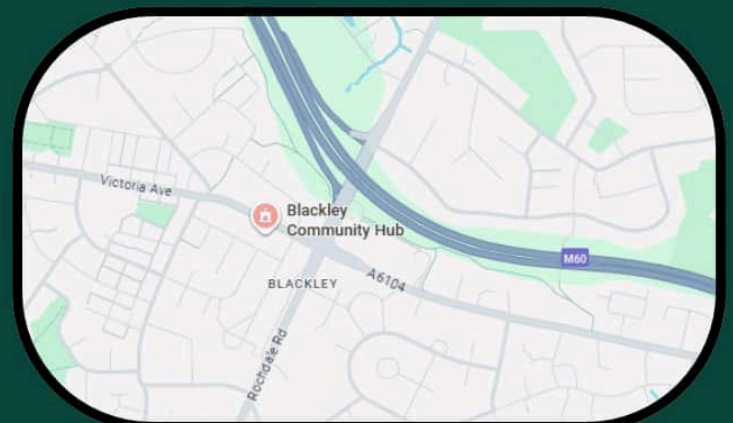 Victoria Ave
Blackley
Community Hub
M60
BLACKLEY
A6104
Rochdale Rd